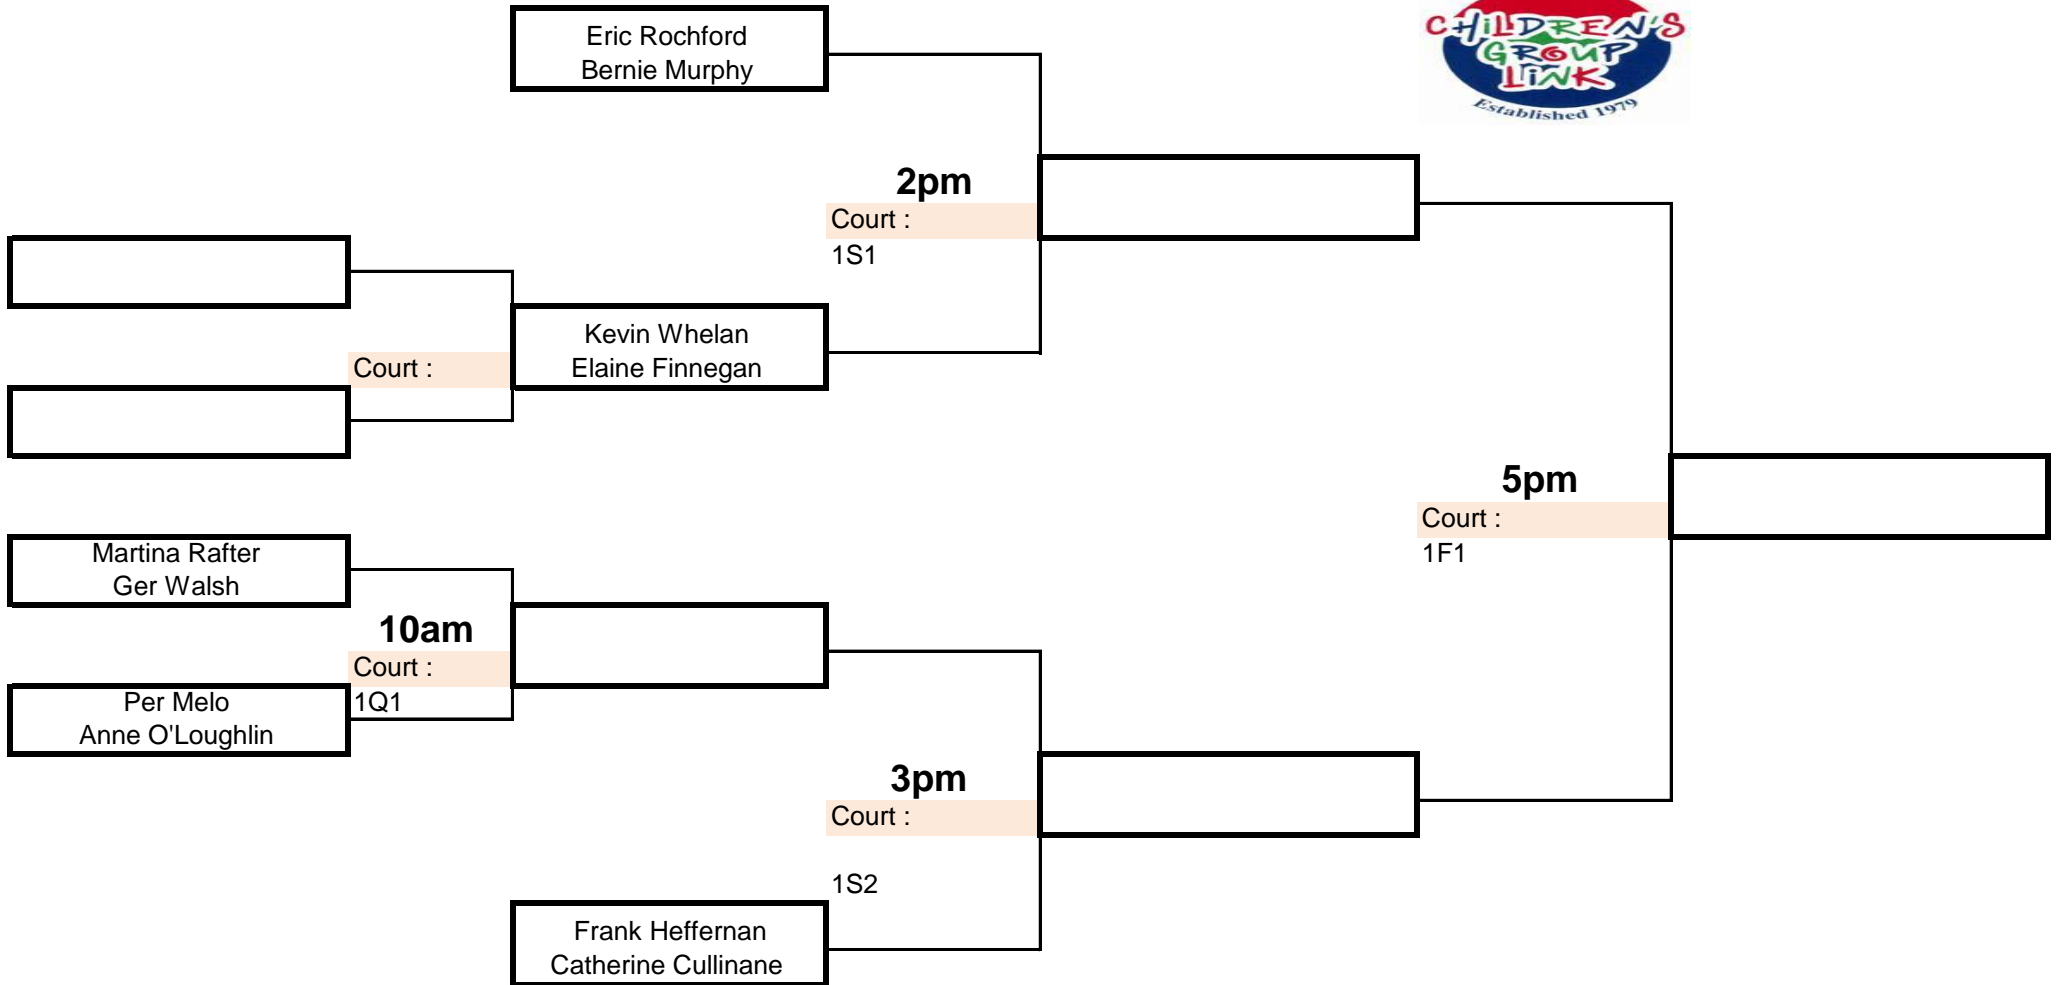 Eric Rochford
Bernie Murphy
CHILDREN'S
GROUP
LINK
Established 1979
2pm
Court :
1S1
Kevin Whelan
Elaine Finnegan
Court :
5pm
Court :
1F1
Martina Rafter
Ger Walsh
10am
Court :
1Q1
Per Melo
Anne O'Loughlin
3pm
Court :
1S2
Frank Heffernan
Catherine Cullinane